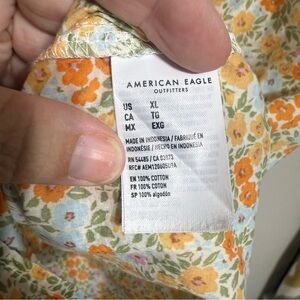 AMERICAN EAGLE
OUTFITTERS
US XL
CA TG
MX EXG
MADE IN INDONESIA / FABRIQUÉ EN
INDONÉSIE / HECHO EN INDONESIA
RN 54485 / CA 03073
EN 100% COTTON
FR 100% COTON
SP 100% algodón